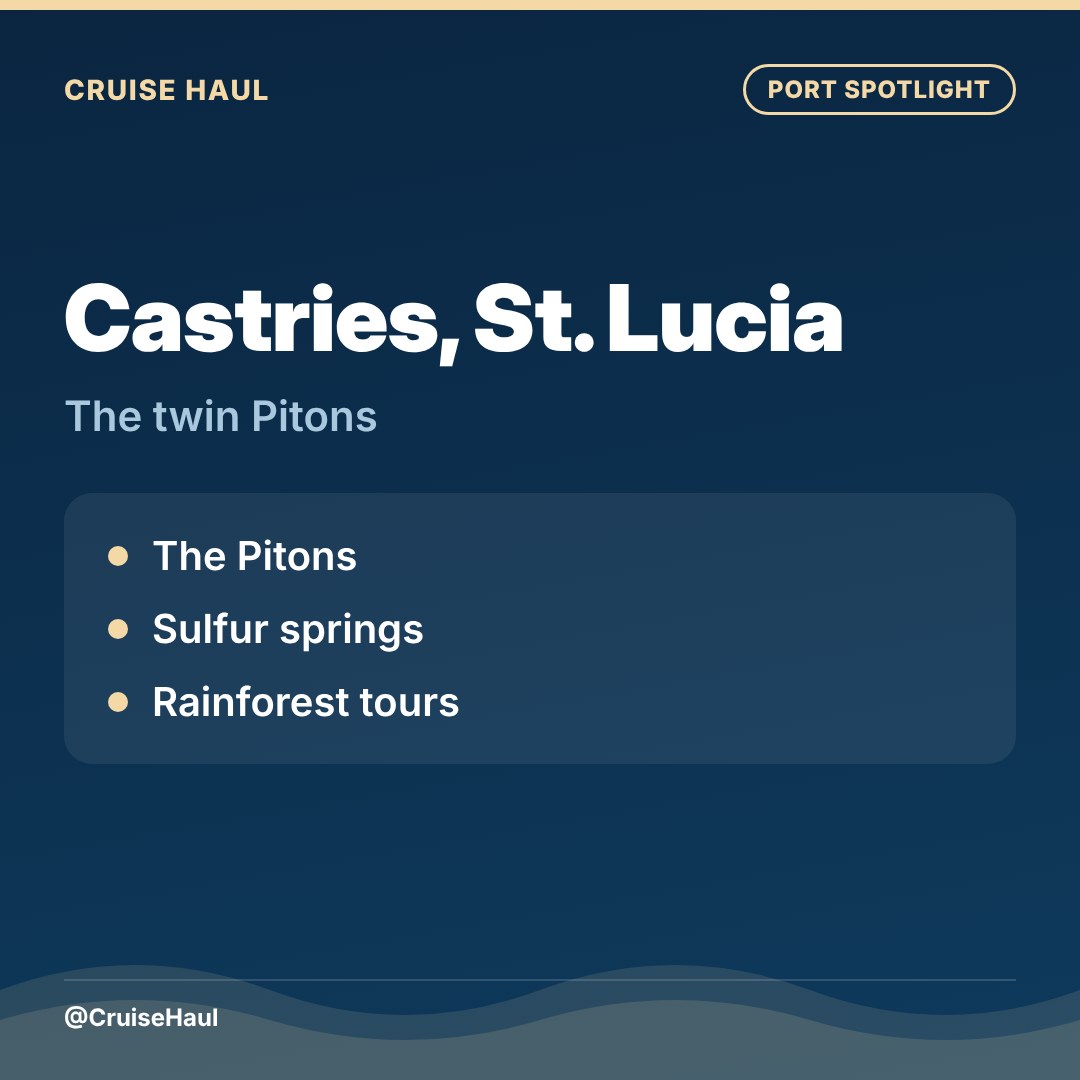 CRUISE HAUL
PORT SPOTLIGHT
Castries, St. Lucia
The twin Pitons
The Pitons
Sulfur springs
Rainforest tours
@CruiseHaul